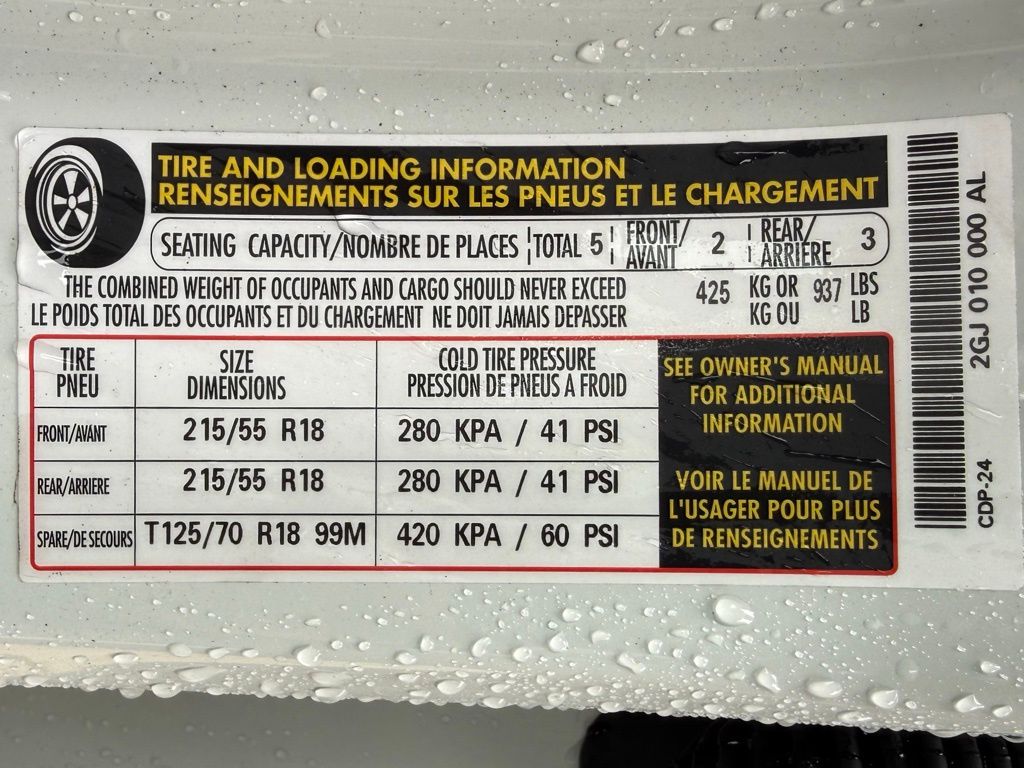 TIRE AND LOADING INFORMATION
RENSEIGNEMENTS SUR LES PNEUS ET LE CHARGEMENT
SEATING CAPACITY/NOMBRE DE PLACES TOTAL 5 FRONT/AVANT 2 REAR/ARRIERE 3
THE COMBINED WEIGHT OF OCCUPANTS AND CARGO SHOULD NEVER EXCEED 425 KG OR 937 LBS
LE POIDS TOTAL DES OCCUPANTS ET DU CHARGEMENT NE DOIT JAMAIS DEPASSER KG OU LB
TIRE
PNEU
SIZE
DIMENSIONS
COLD TIRE PRESSURE
PRESSION DE PNEUS A FROID
FRONT/AVANT 215/55 R18 280 KPA / 41 PSI
REAR/ARRIERE 215/55 R18 280 KPA / 41 PSI
SPARE/DE SECOURS T125/70 R18 99M 420 KPA / 60 PSI
SEE OWNER'S MANUAL
FOR ADDITIONAL
INFORMATION
VOIR LE MANUEL DE
L'USAGER POUR PLUS
DE RENSEIGNEMENTS
CDP-24
2GJ 010 000 AL